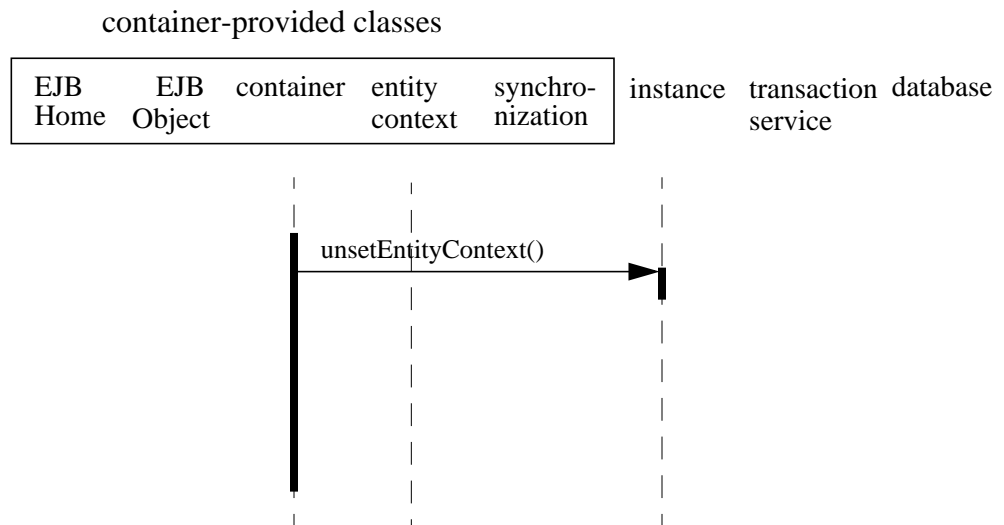 container-provided classes
EJB Home
EJB Object
container
entity context
synchro-
nization
instance
transaction service
database
unsetEntityContext()